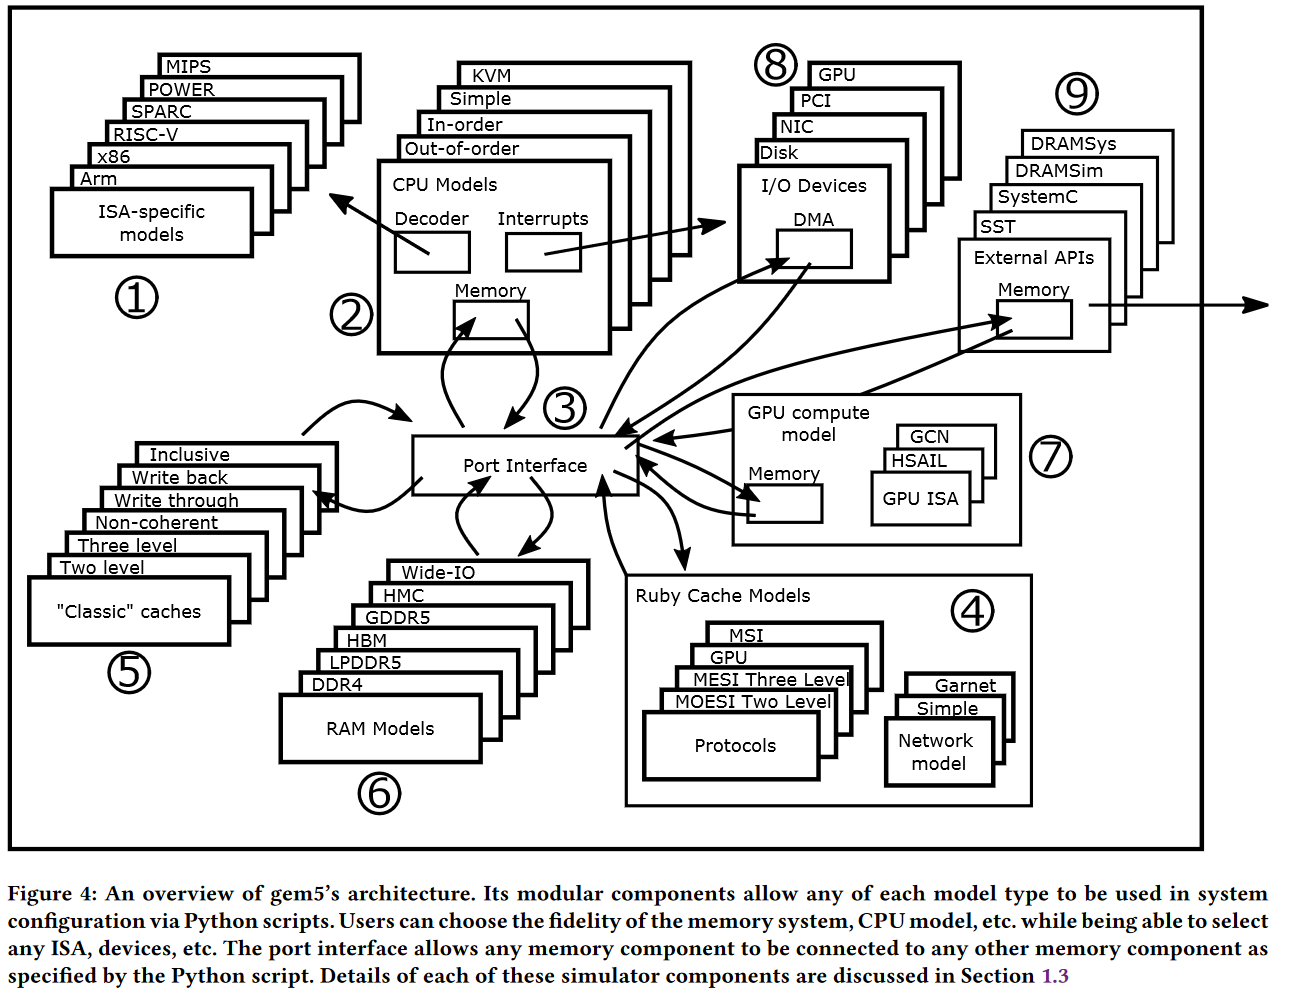 MIPS
POWER
SPARC
RISC-V
x86
Arm
ISA-specific
models
①
KVM
Simple
In-order
Out-of-order
CPU Models
Decoder
Interrupts
Memory
②
⑧
GPU
PCI
NIC
Disk
I/O Devices
DMA
⑨
DRAMSys
DRAMSim
SystemC
SST
External APIs
Memory
③
Port Interface
GPU compute
model
Memory
GCN
HSAIL
GPU ISA
⑦
Inclusive
Write back
Write through
Non-coherent
Three level
Two level
"Classic" caches
⑤
Wide-IO
HMC
GDDR5
HBM
LPDDR5
DDR4
RAM Models
⑥
Ruby Cache Models
④
MSI
GPU
MESI Three Level
MOESI Two Level
Protocols
Garnet
Simple
Network
model
Figure 4: An overview of gem5's architecture. Its modular components allow any of each model type to be used in system
configuration via Python scripts. Users can choose the fidelity of the memory system, CPU model, etc. while being able to select
any ISA, devices, etc. The port interface allows any memory component to be connected to any other memory component as
specified by the Python script. Details of each of these simulator components are discussed in Section 1.3